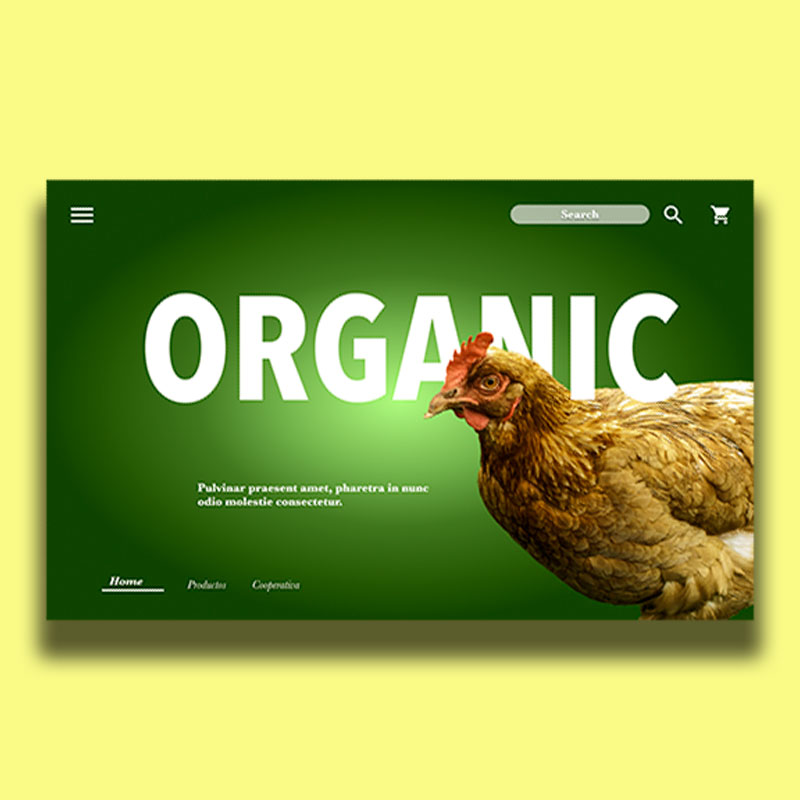 Search
ORGANIC
Pulvinar praesent amet, pharetra in nunc
odio molestie consectetur.
Home Productos Cooperativa